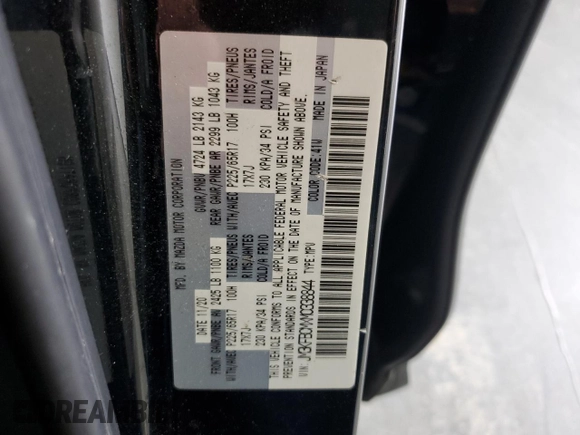 MFD. BY MAZDA MOTOR CORPORATION
DATE 11/20 GVWR/PNBV 4724 LB 2143 KG
FRONT GAWR/PNBE AV 2425 LB 1100 KG REAR GAWR/PNBE AR 2299 LB 1043 KG
WITH/AVEC P225/65R17 100H TIRES/PNEUS WITH/AVEC P225/65R17 100H TIRES/PNEUS
17X7J RIMS/JANTES 17X7J RIMS/JANTES
230 KPA/34 PSI COLD/A FROID 230 KPA/34 PSI COLD/A FROID
THIS VEHICLE CONFORMS TO ALL APPLICABLE FEDERAL MOTOR VEHICLE SAFETY AND THEFT
PREVENTION STANDARDS IN EFFECT ON THE DATE OF MANUFACTURE SHOWN ABOVE.
VIN: TYPE: MPV COLOR CODE: 41W MADE IN JAPAN
DREAMBID